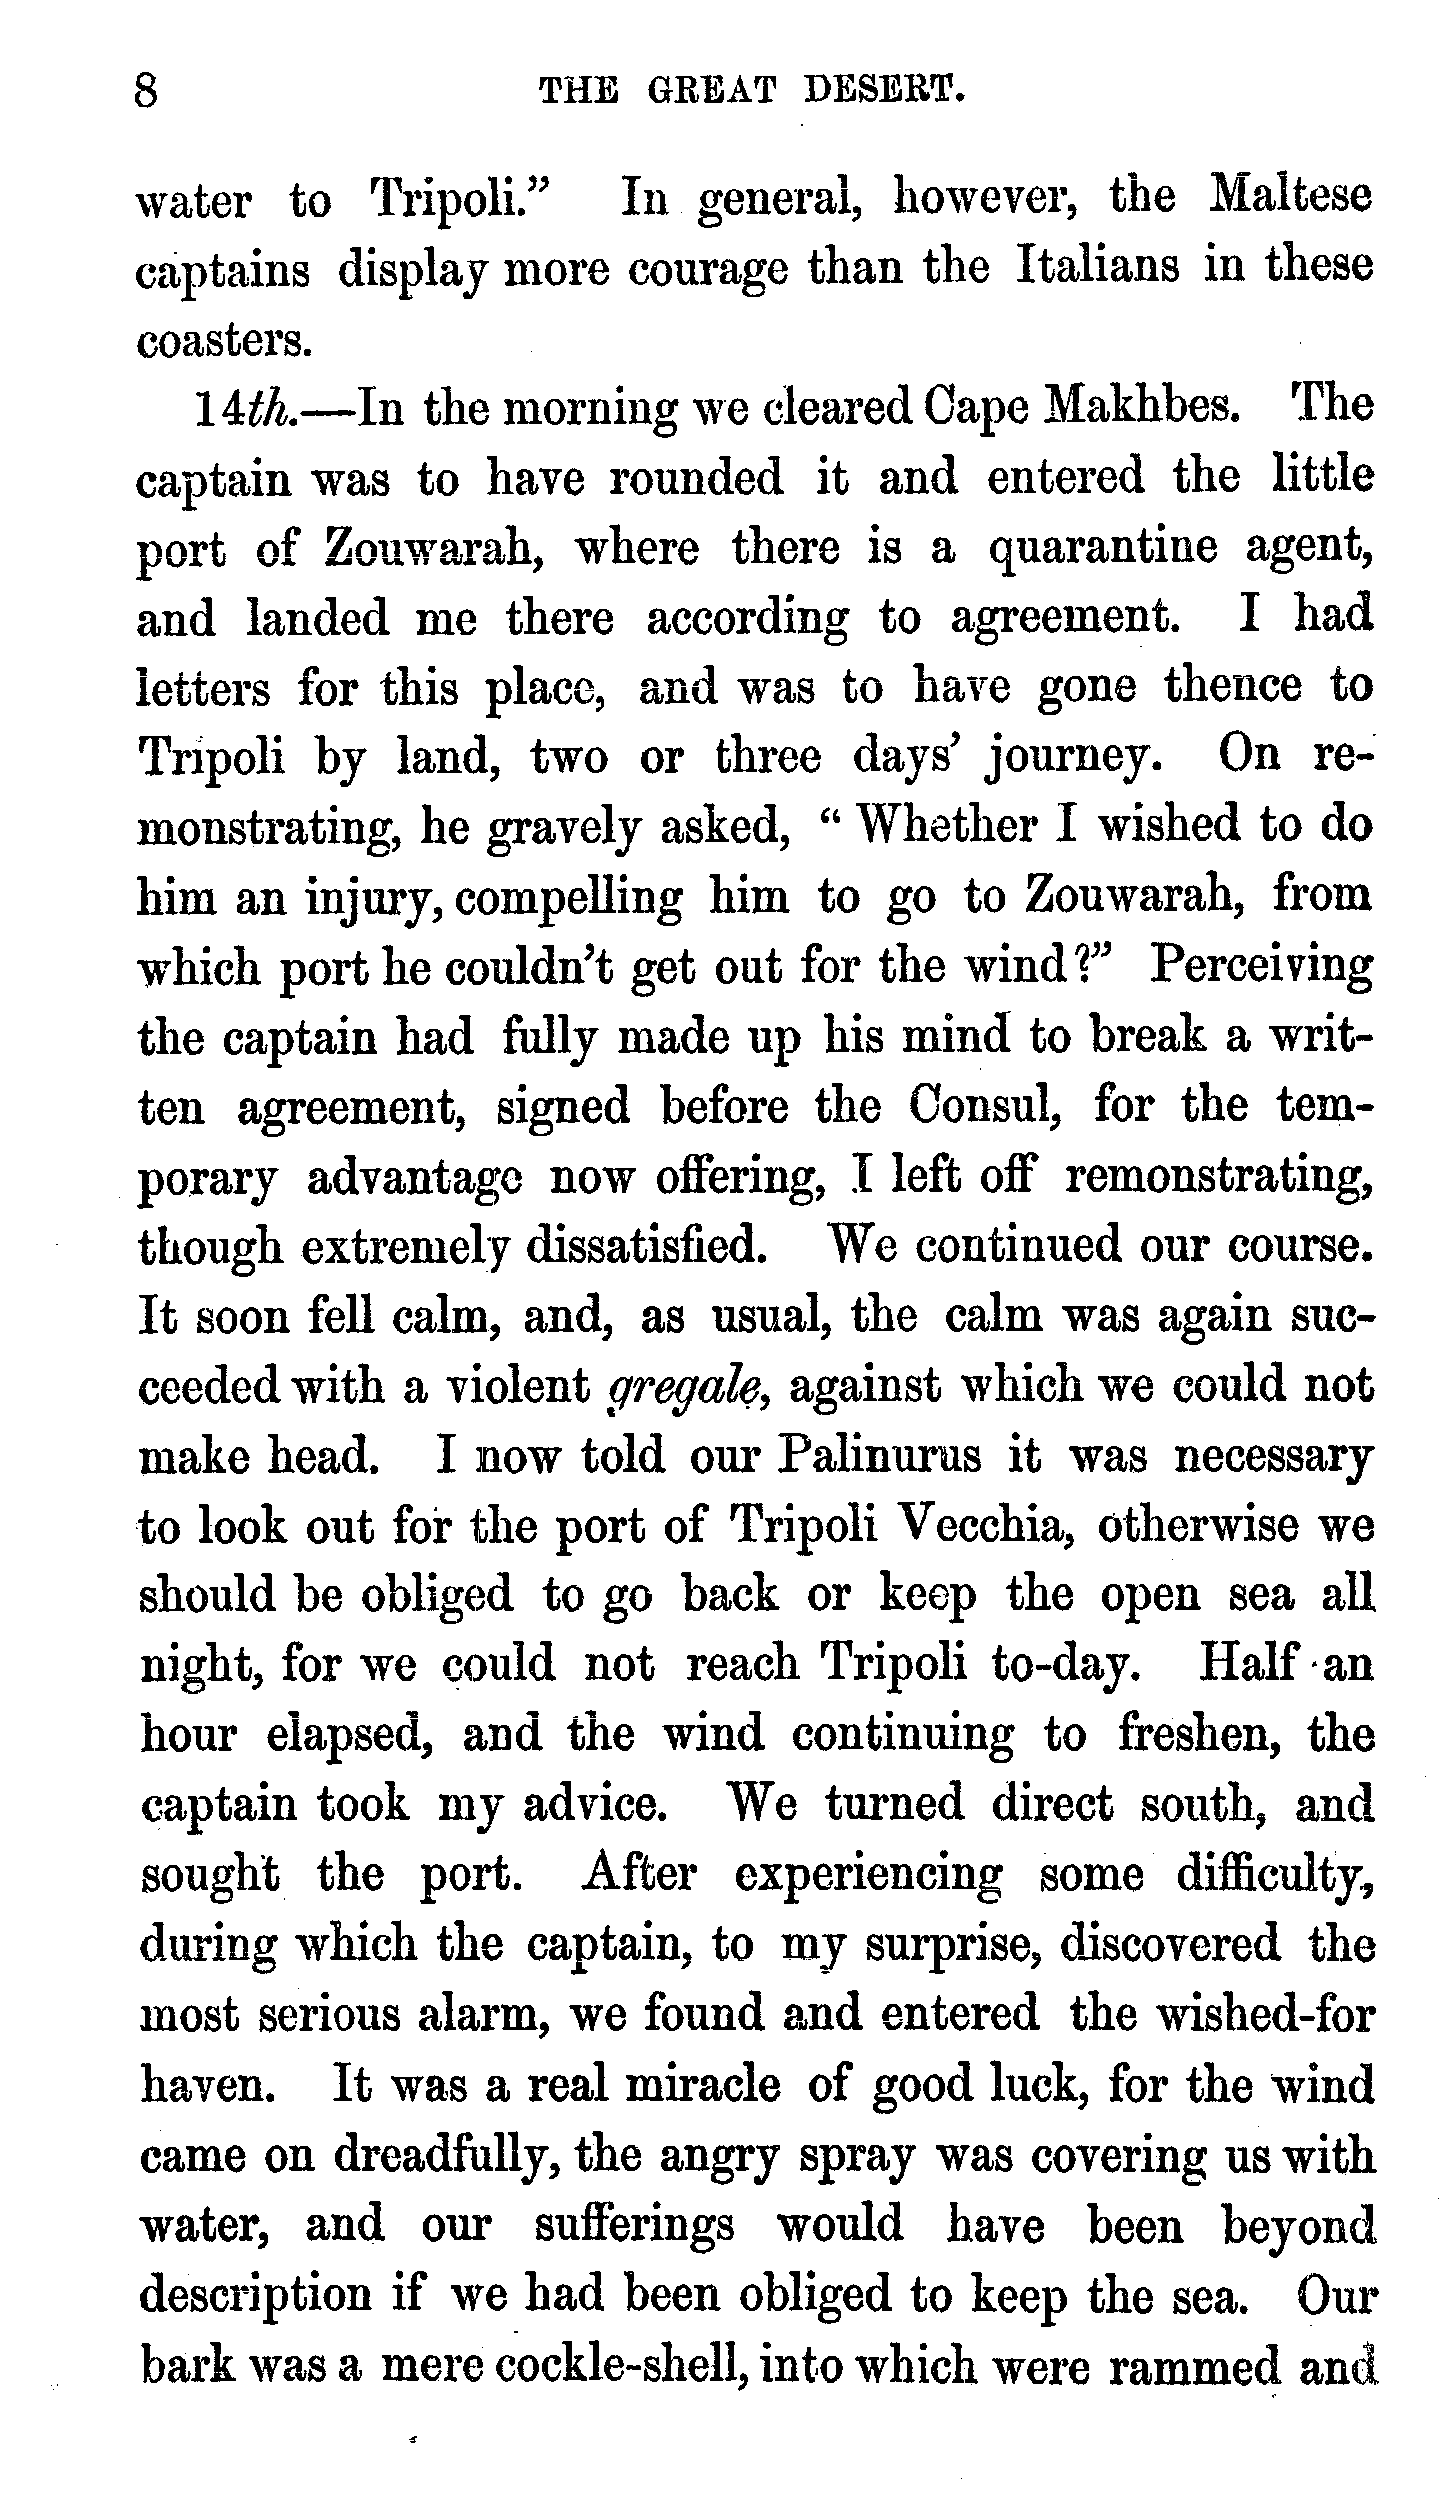 8 THE GREAT DESERT.
water to Tripoli.” In general, however, the Maltese
captains display more courage than the Italians in these
coasters.
14th.—In the morning we cleared Cape Makhbes. The
captain was to have rounded it and entered the little
port of Zouwarah, where there is a quarantine agent,
and landed me there according to agreement. I had
letters for this place, and was to have gone thence to
Tripoli by land, two or three days’ journey. On re-
monstrating, he gravely asked, “ Whether I wished to do
him an injury, compelling him to go to Zouwarah, from
which port he couldn’t get out for the wind?” Perceiving
the captain had fully made up his mind to break a writ-
ten agreement, signed before the Consul, for the tem-
porary advantage now offering, I left off remonstrating,
though extremely dissatisfied. We continued our course.
It soon fell calm, and, as usual, the calm was again suc-
ceeded with a violent gregale, against which we could not
make head. I now told our Palinurus it was necessary
to look out for the port of Tripoli Vecchia, otherwise we
should be obliged to go back or keep the open sea all
night, for we could not reach Tripoli to-day. Half an
hour elapsed, and the wind continuing to freshen, the
captain took my advice. We turned direct south, and
sought the port. After experiencing some difficulty,
during which the captain, to my surprise, discovered the
most serious alarm, we found and entered the wished-for
haven. It was a real miracle of good luck, for the wind
came on dreadfully, the angry spray was covering us with
water, and our sufferings would have been beyond
description if we had been obliged to keep the sea. Our
bark was a mere cockle-shell, into which were rammed and